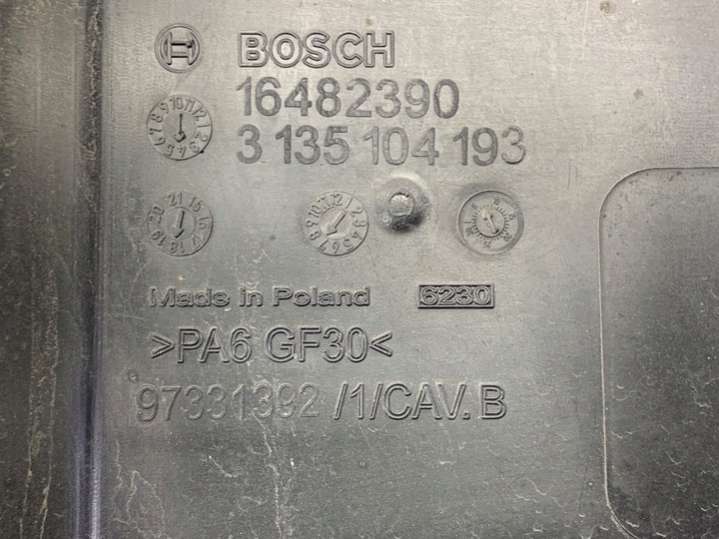 BOSCH
16482390
3 135 104 193
Made in Poland 6230
>PA6 GF30<
97331392 /1/CAV. B